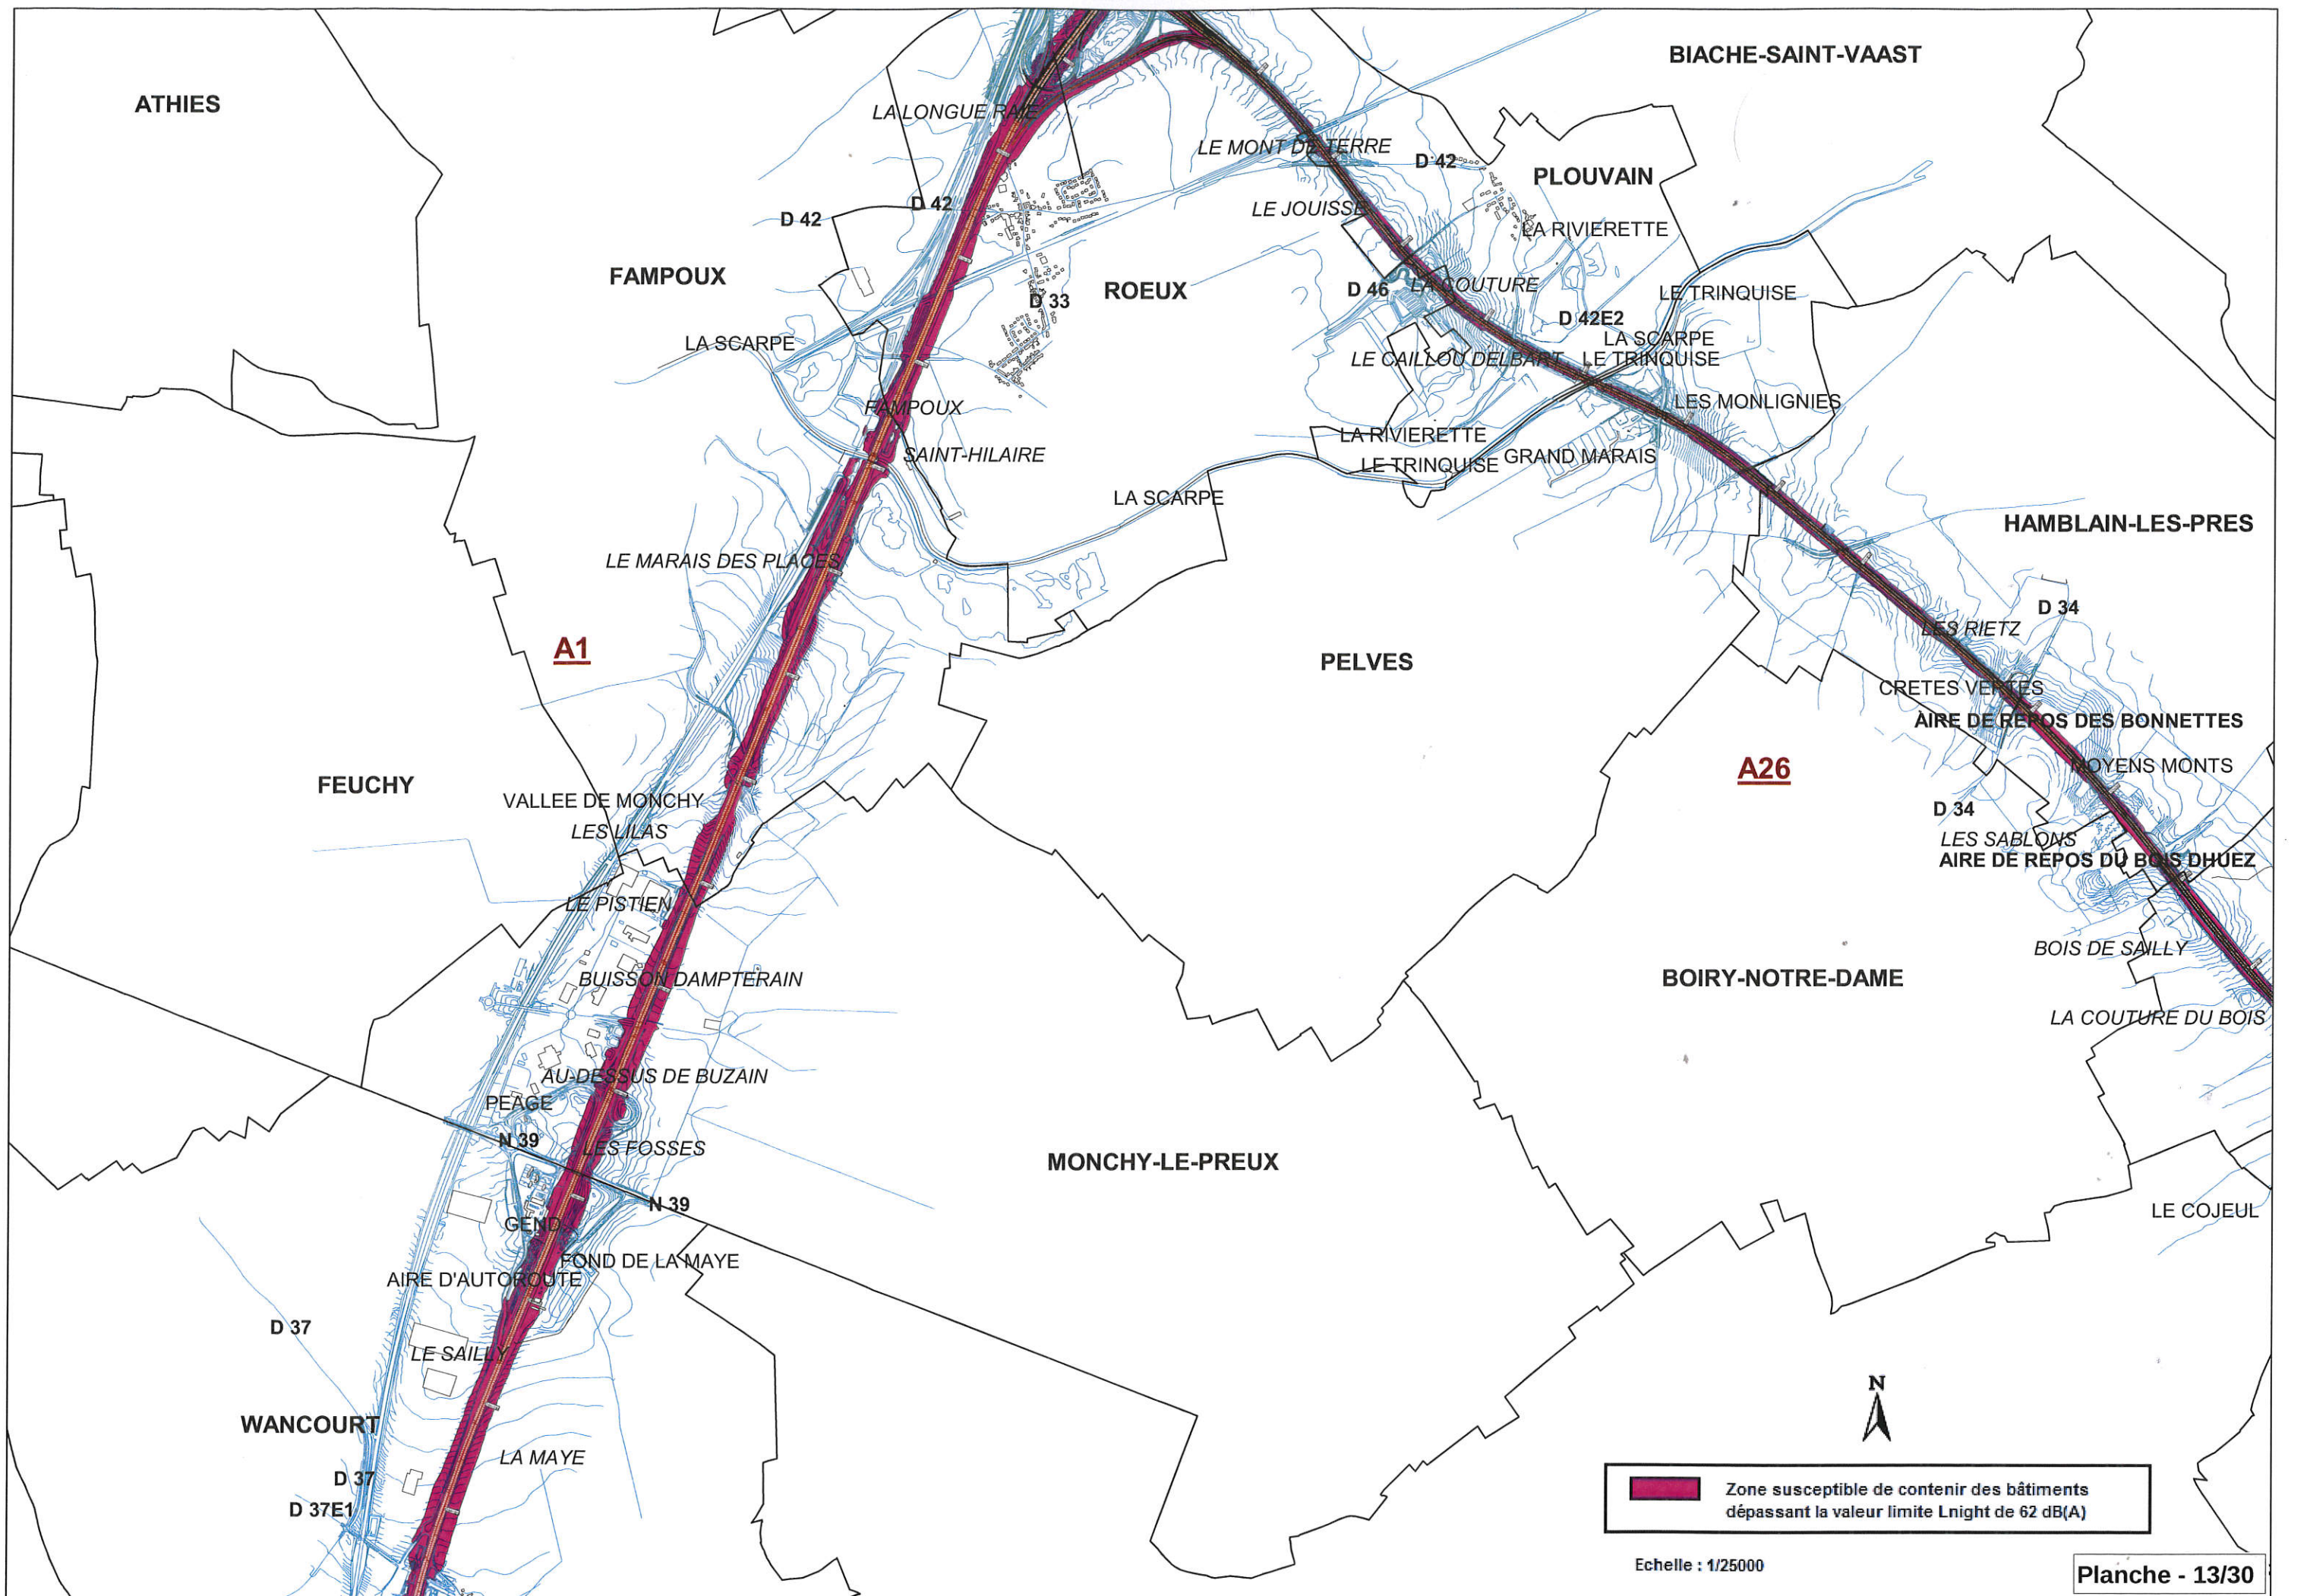 BIACHE-SAINT-VAAST
ATHIES
LA LONGUE RAIE
LE MONT DE TERRE
D 42
PLOUVAIN
D 42
D 42
LE JOUISSE
LA RIVIERETTE
FAMPOUX
ROEUX
D 33
D 46
LA COUTURE
LE TRINQUISE
D 42E2
LA SCARPE
LA SCARPE
LE CAILLOU DELBART
LE TRINQUISE
FAMPOUX
LES MONLIGNIES
SAINT-HILAIRE
LA RIVIERETTE
LE TRINQUISE
GRAND MARAIS
LA SCARPE
HAMBLAIN-LES-PRES
LE MARAIS DES PLACES
D 34
LES RIETZ
A1
PELVES
CRETES VERTES
AIRE DE REPOS DES BONNETTES
A26
MOYENS MONTS
FEUCHY
VALLEE DE MONCHY
LES LILAS
D 34
LES SABLONS
AIRE DE REPOS DU BOIS DHUEZ
LE PISTIEN
BOIS DE SAILLY
BUISSON DAMPTERAIN
BOIRY-NOTRE-DAME
LA COUTURE DU BOIS
AU-DESSUS DE BUZAIN
PEAGE
N 39
LES FOSSES
MONCHY-LE-PREUX
N 39
LE COJEUL
GEND
FOND DE LA MAYE
AIRE D'AUTOROUTE
D 37
LE SAILLY
WANCOURT
LA MAYE
D 37
D 37E1
N
Zone susceptible de contenir des bâtiments
dépassant la valeur limite Lnight de 62 dB(A)
Echelle : 1/25000
Planche - 13/30